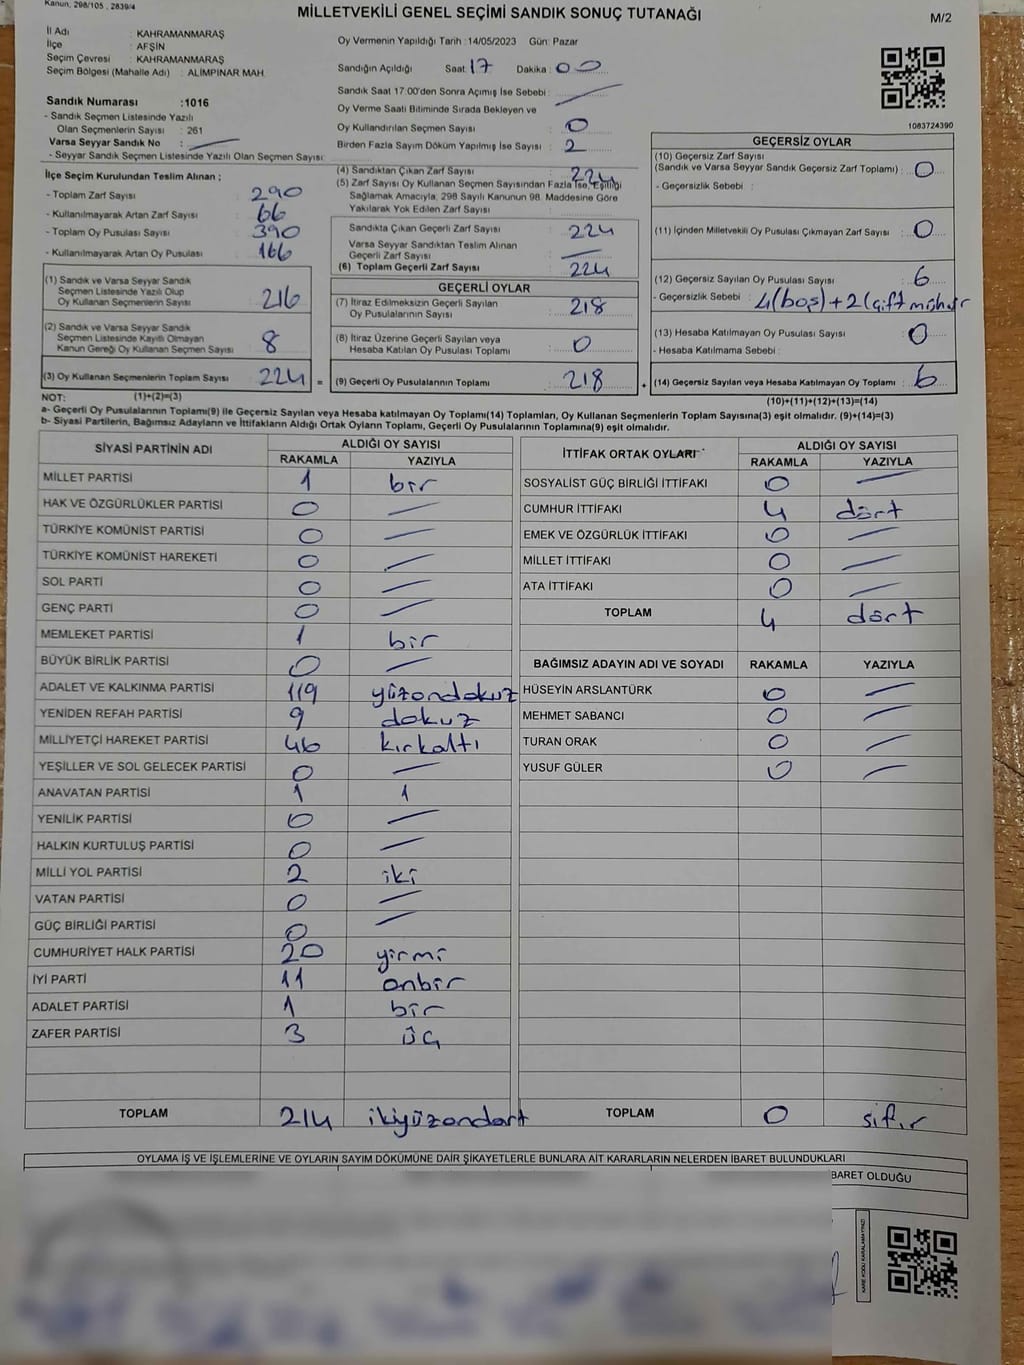 Kanun, 298/105, 2839/4
MİLLETVEKİLİ GENEL SEÇİMİ SANDIK SONUÇ TUTANAĞI
M/2
İl Adı : KAHRAMANMARAŞ
İlçe : AFŞİN
Seçim Çevresi : KAHRAMANMARAŞ
Seçim Bölgesi (Mahalle Adı) : ALİMPINAR MAH.
Sandık Numarası :1016
- Sandık Seçmen Listesinde Yazılı
Olan Seçmenlerin Sayısı : 261
Varsa Seyyar Sandık No :
- Seyyar Sandık Seçmen Listesinde Yazılı Olan Seçmen Sayısı:
Oy Vermenin Yapıldığı Tarih :14/05/2023 Gün: Pazar
Sandığın Açıldığı Saat 17 Dakika : 00
Sandık Saat 17:00'den Sonra Açımış İse Sebebi :
Oy Verme Saati Bitiminde Sırada Bekleyen ve
Oy Kullandırılan Seçmen Sayısı : 0
Birden Fazla Sayım Döküm Yapılmış İse Sayısı : 2
1083724390
İlçe Seçim Kurulundan Teslim Alınan ;
- Toplam Zarf Sayısı : 290
- Kullanılmayarak Artan Zarf Sayısı : 66
- Toplam Oy Pusulası Sayısı : 390
- Kullanılmayarak Artan Oy Pusulası : 166
(4) Sandıktan Çıkan Zarf Sayısı : 224
(5) Zarf Sayısı Oy Kullanan Seçmen Sayısından Fazla İse, Eşitliği
Sağlamak Amacıyla, 298 Sayılı Kanunun 98. Maddesine Göre
Yakılarak Yok Edilen Zarf Sayısı :
Sandıkta Çıkan Geçerli Zarf Sayısı : 224
Varsa Seyyar Sandıktan Teslim Alınan
Geçerli Zarf Sayısı :
(6) Toplam Geçerli Zarf Sayısı : 224
GEÇERSİZ OYLAR
(10) Geçersiz Zarf Sayısı
(Sandık ve Varsa Seyyar Sandık Geçersiz Zarf Toplamı) : 0
- Geçersizlik Sebebi :
(11) İçinden Milletvekili Oy Pusulası Çıkmayan Zarf Sayısı : 0
(12) Geçersiz Sayılan Oy Pusulası Sayısı : 6
- Geçersizlik Sebebi : 4(boş)+2(çift mühür
(13) Hesaba Katılmayan Oy Pusulası Sayısı : 0
- Hesaba Katılmama Sebebi :
(1) Sandık ve Varsa Seyyar Sandık
Seçmen Listesinde Yazılı Olup
Oy Kullanan Seçmenlerin Sayısı : 216
(2) Sandık ve Varsa Seyyar Sandık
Seçmen Listesinde Kayıtlı Olmayan
Kanun Gereği Oy Kullanan Seçmen Sayısı : 8
GEÇERLİ OYLAR
(7) İtiraz Edilmeksizin Geçerli Sayılan
Oy Pusulalarının Sayısı : 218
(8) İtiraz Üzerine Geçerli Sayılan veya
Hesaba Katılan Oy Pusulası Toplamı : 0
(3) Oy Kullanan Seçmenlerin Toplam Sayısı : 224 = (9) Geçerli Oy Pusulalarının Toplamı : 218 + (14) Geçersiz Sayılan veya Hesaba Katılmayan Oy Toplamı : 6
NOT: (1)+(2)=(3) (10)+(11)+(12)+(13)=(14)
a- Geçerli Oy Pusulalarının Toplamı(9) ile Geçersiz Sayılan veya Hesaba katılmayan Oy Toplamı(14) Toplamları, Oy Kullanan Seçmenlerin Toplam Sayısına(3) eşit olmalıdır. (9)+(14)=(3)
b- Siyasi Partilerin, Bağımsız Adayların ve İttifakların Aldığı Ortak Oyların Toplamı, Geçerli Oy Pusulalarının Toplamına(9) eşit olmalıdır.
SİYASİ PARTİNİN ADI ALDIĞI OY SAYISI
RAKAMLA YAZIYLA
MİLLET PARTİSİ 1 bir
HAK VE ÖZGÜRLÜKLER PARTİSİ 0
TÜRKİYE KOMÜNİST PARTİSİ 0
TÜRKİYE KOMÜNİST HAREKETİ 0
SOL PARTİ 0
GENÇ PARTİ 0
MEMLEKET PARTİSİ 1 bir
BÜYÜK BİRLİK PARTİSİ 0
ADALET VE KALKINMA PARTİSİ 119 yüzondokuz
YENİDEN REFAH PARTİSİ 9 dokuz
MİLLİYETÇİ HAREKET PARTİSİ 46 kırkaltı
YEŞİLLER VE SOL GELECEK PARTİSİ 0
ANAVATAN PARTİSİ 1 1
YENİLİK PARTİSİ 0
HALKIN KURTULUŞ PARTİSİ 0
MİLLİ YOL PARTİSİ 2 iki
VATAN PARTİSİ 0
GÜÇ BİRLİĞİ PARTİSİ 0
CUMHURİYET HALK PARTİSİ 20 yirmi
İYİ PARTİ 11 onbir
ADALET PARTİSİ 1 bir
ZAFER PARTİSİ 3 üç
TOPLAM 214 ikiyüzondört
İTTİFAK ORTAK OYLARI ALDIĞI OY SAYISI
RAKAMLA YAZIYLA
SOSYALİST GÜÇ BİRLİĞİ İTTİFAKI 0
CUMHUR İTTİFAKI 4 dört
EMEK VE ÖZGÜRLÜK İTTİFAKI 0
MİLLET İTTİFAKI 0
ATA İTTİFAKI 0
TOPLAM 4 dört
BAĞIMSIZ ADAYIN ADI VE SOYADI RAKAMLA YAZIYLA
HÜSEYİN ARSLANTÜRK 0
MEHMET SABANCI 0
TURAN ORAK 0
YUSUF GÜLER 0
TOPLAM 0 sıfır
OYLAMA İŞ VE İŞLEMLERİNE VE OYLARIN SAYIM DÖKÜMÜNE DAİR ŞİKAYETLERLE BUNLARA AİT KARARLARIN NELERDEN İBARET BULUNDUKLARI
BARET OLDUĞU
KARE KODU KARALAMAYINIZ!